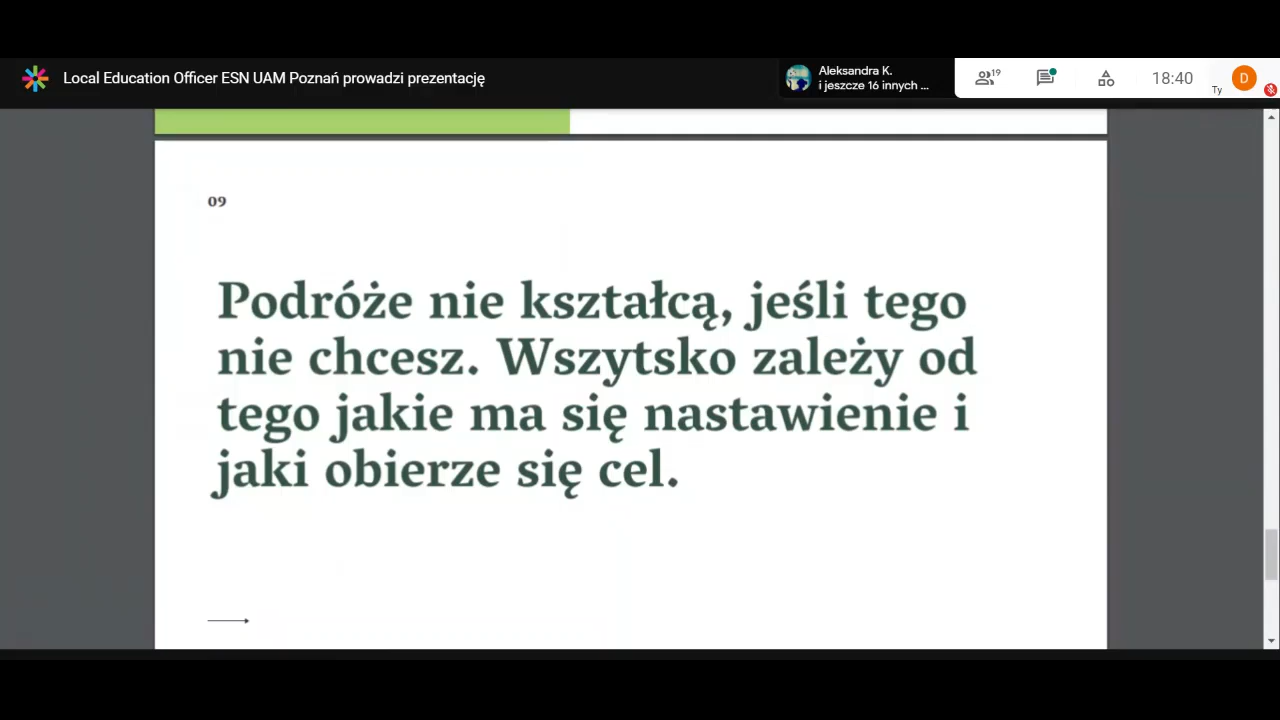 Local Education Officer ESN UAM Poznań prowadzi prezentację
Aleksandra K.
i jeszcze 16 innych ...
19
18:40
Ty
D
09
Podróże nie kształcą, jeśli tego
nie chcesz. Wszytsko zależy od
tego jakie ma się nastawienie i
jaki obierze się cel.